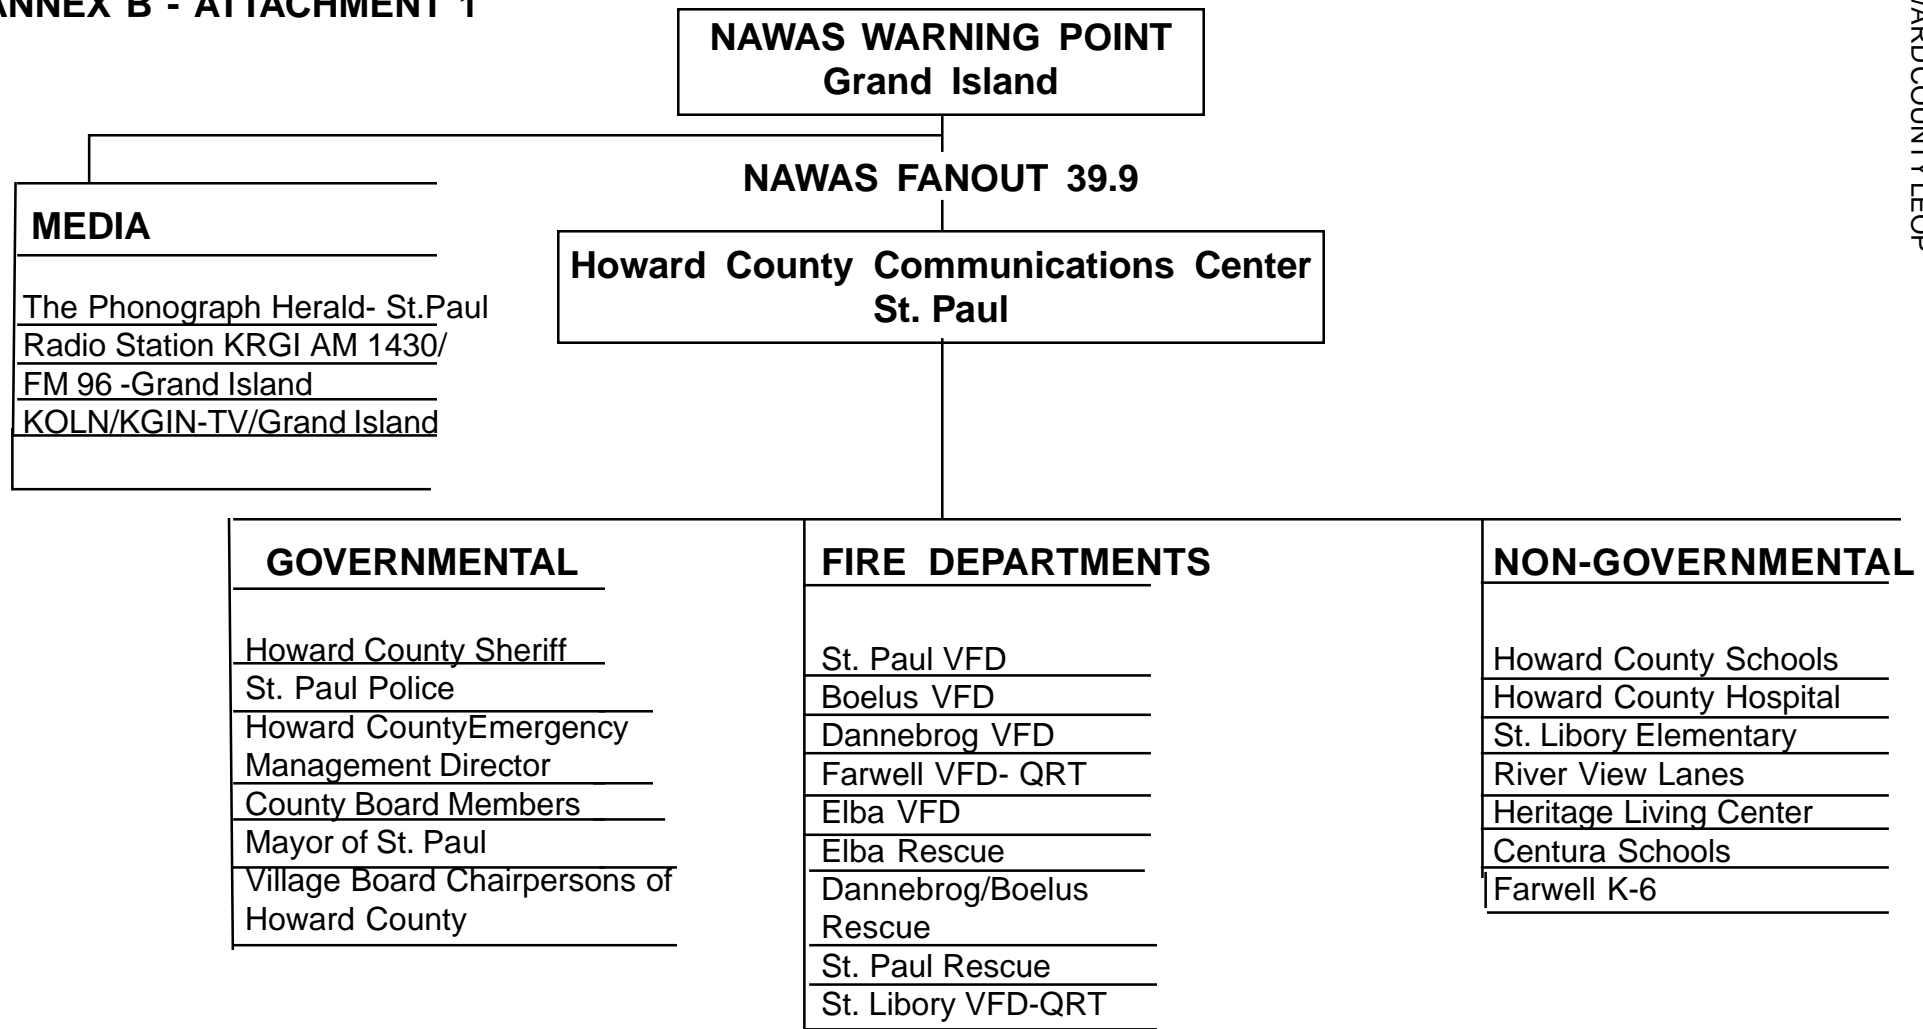 ANNEX B - ATTACHMENT 1
NAWAS WARNING POINT
Grand Island
NAWAS FANOUT 39.9
MEDIA
The Phonograph Herald- St.Paul
Radio Station KRGI AM 1430/
FM 96 -Grand Island
KOLN/KGIN-TV/Grand Island
Howard County Communications Center
St. Paul
GOVERNMENTAL
Howard County Sheriff
St. Paul Police
Howard CountyEmergency
Management Director
County Board Members
Mayor of St. Paul
Village Board Chairpersons of
Howard County
FIRE DEPARTMENTS
St. Paul VFD
Boelus VFD
Dannebrog VFD
Farwell VFD- QRT
Elba VFD
Elba Rescue
Dannebrog/Boelus
Rescue
St. Paul Rescue
St. Libory VFD-QRT
NON-GOVERNMENTAL
Howard County Schools
Howard County Hospital
St. Libory Elementary
River View Lanes
Heritage Living Center
Centura Schools
Farwell K-6
COUNTY LEOP